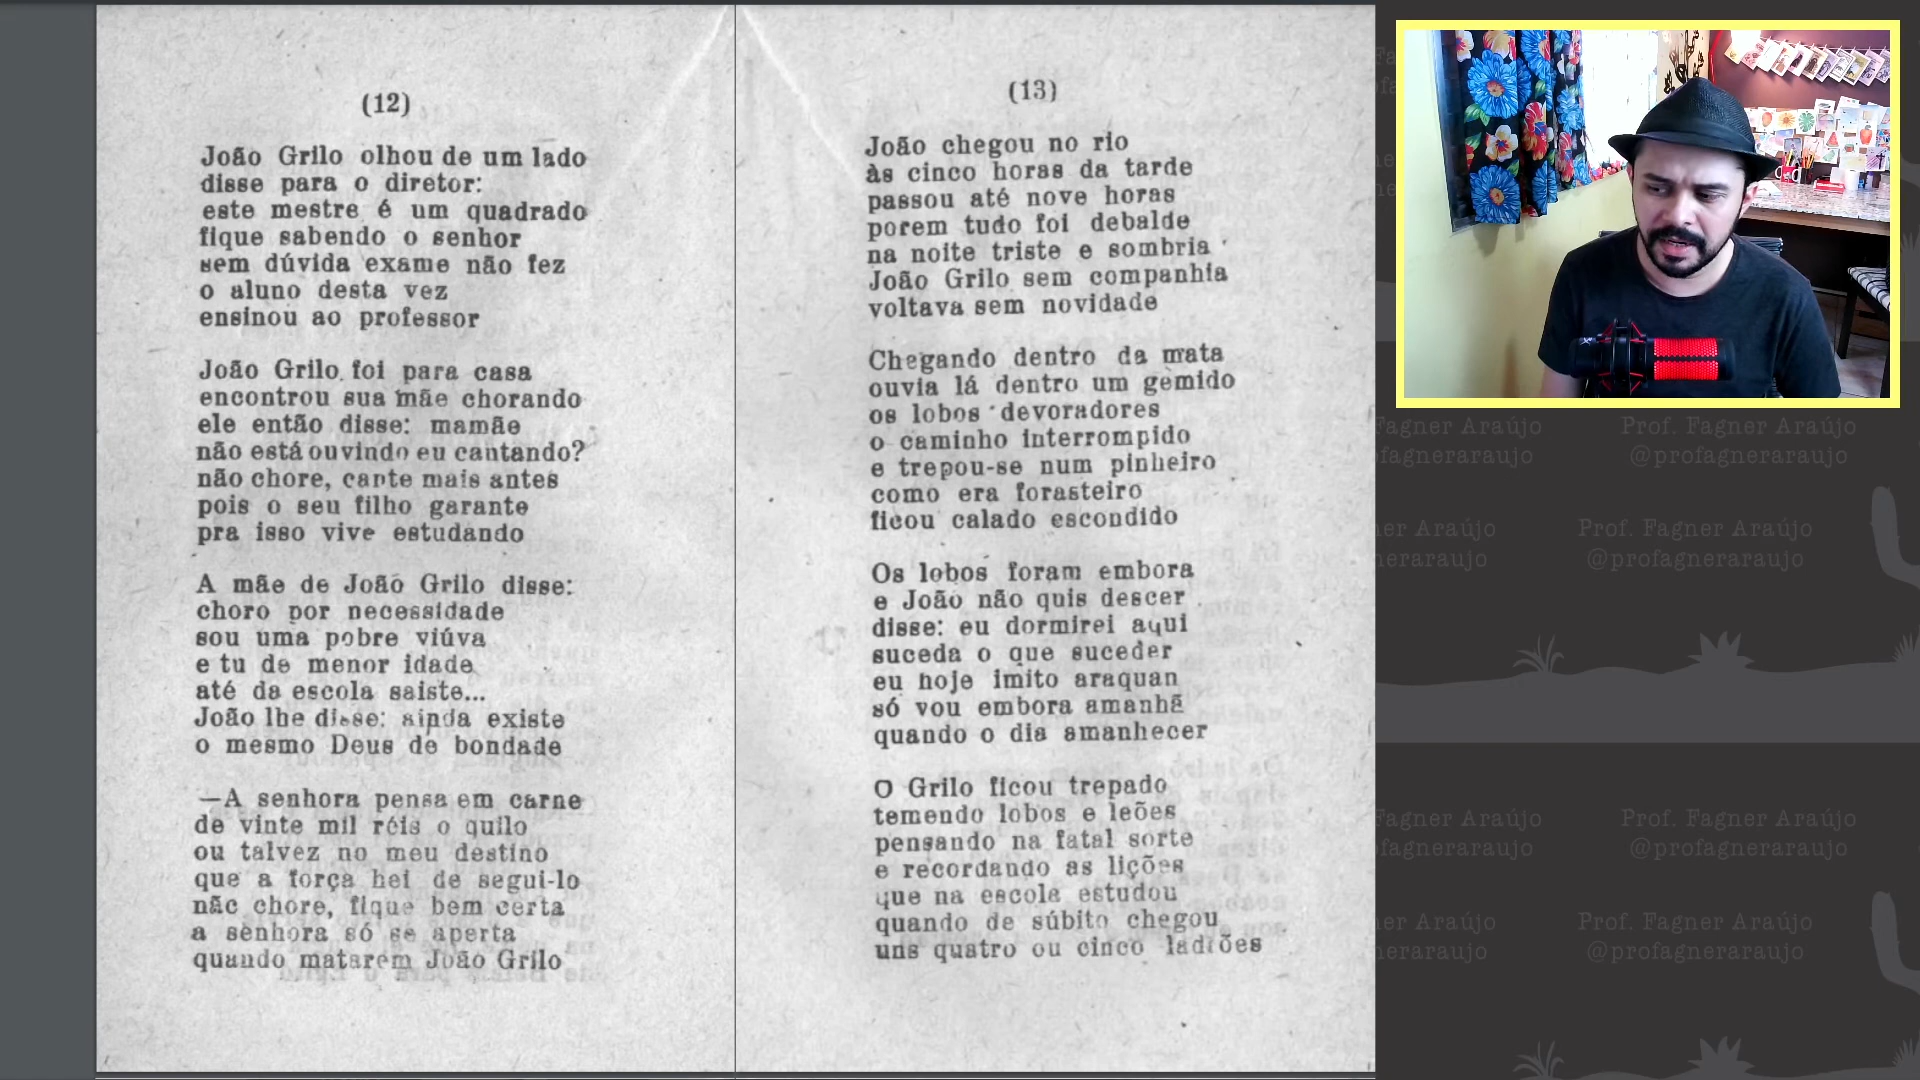 (12)
João Grilo olhou de um lado
disse para o diretor:
este mestre é um quadrado
fique sabendo o senhor
sem dúvida exame não fez
o aluno desta vez
ensinou ao professor
João Grilo foi para casa
encontrou sua mãe chorando
ele então disse: mamãe
não está ouvindo eu cantando?
não chore, cante mais antes
pois o seu filho garante
pra isso vive estudando
A mãe de João Grilo disse:
choro por necessidade
sou uma pobre viúva
e tu de menor idade
até da escola saiste...
João lhe disse: ainda existe
o mesmo Deus de bondade
—A senhora pensa em carne
de vinte mil réis o quilo
ou talvez no meu destino
que a força hei de segui-lo
não chore, fique bem certa
a senhora só se aperta
quando matarem João Grilo
(13)
João chegou no rio
às cinco horas da tarde
passou até nove horas
porem tudo foi debalde
na noite triste e sombria
João Grilo sem companhia
voltava sem novidade
Chegando dentro da mata
ouvia lá dentro um gemido
os lobos devoradores
o caminho interrompido
e trepou-se num pinheiro
como era forasteiro
ficou calado escondido
Os lobos foram embora
e João não quis descer
disse: eu dormirei aqui
suceda o que suceder
eu hoje imito araquan
só vou embora amanhã
quando o dia amanhecer
O Grilo ficou trepado
temendo lobos e leões
pensando na fatal sorte
e recordando as lições
que na escola estudou
quando de súbito chegou
uns quatro ou cinco ladrões
Fagner Araújo Prof. Fagner Araújo
fagneraraujo @profagneraraujo
ner Araújo Prof. Fagner Araújo
neraraujo @profagneraraujo
Fagner Araújo Prof. Fagner Araújo
fagneraraujo @profagneraraujo
ner Araújo Prof. Fagner Araújo
neraraujo @profagneraraujo